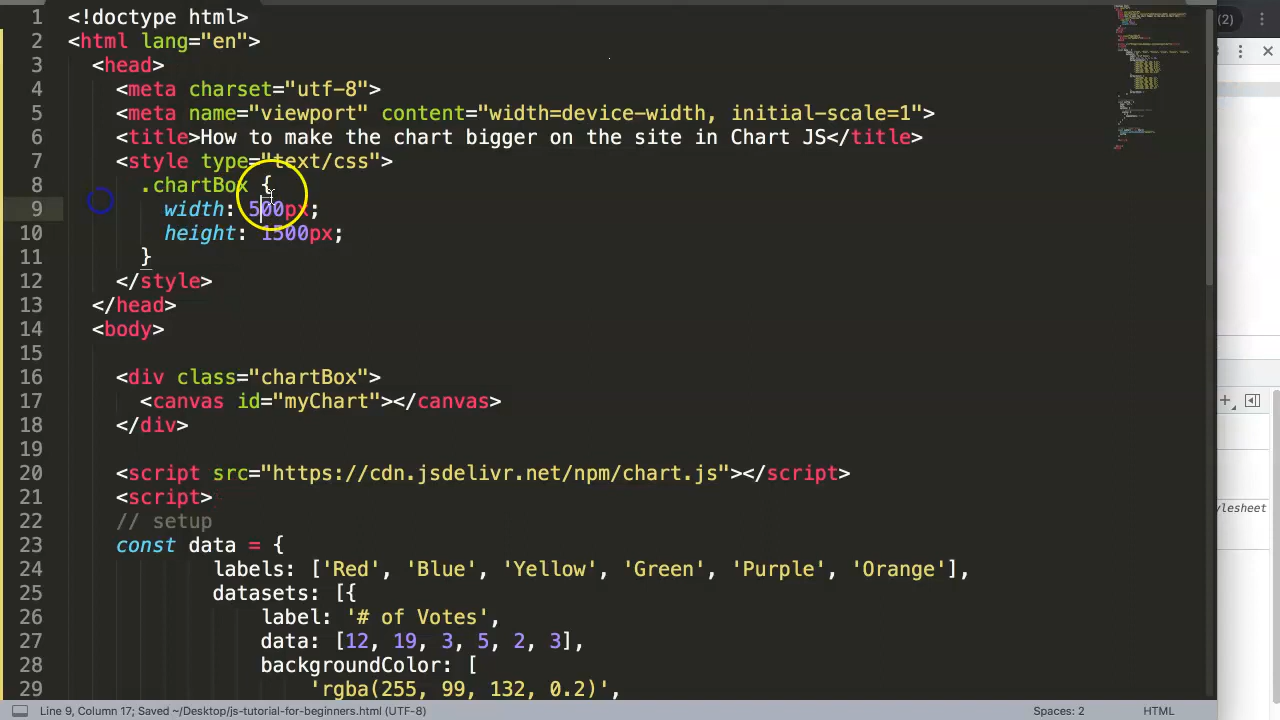 (2)
1 <!doctype html>
2 <html lang="en">
3 <head>
4 <meta charset="utf-8">
5 <meta name="viewport" content="width=device-width, initial-scale=1">
6 <title>How to make the chart bigger on the site in Chart JS</title>
7 <style type="text/css">
8 .chartBox {
9 width: 500px;
10 height: 1500px;
11 }
12 </style>
13 </head>
14 <body>
15
16 <div class="chartBox">
17 <canvas id="myChart"></canvas>
18 </div>
19
20 <script src="https://cdn.jsdelivr.net/npm/chart.js"></script>
21 <script>
22 // setup
23 const data = {
24 labels: ['Red', 'Blue', 'Yellow', 'Green', 'Purple', 'Orange'],
25 datasets: [{
26 label: '# of Votes',
27 data: [12, 19, 3, 5, 2, 3],
28 backgroundColor: [
29 'rgba(255, 99, 132, 0.2)',
ylesheet
Line 9, Column 17; Saved ~/Desktop/js-tutorial-for-beginners.html (UTF-8) Spaces: 2 HTML